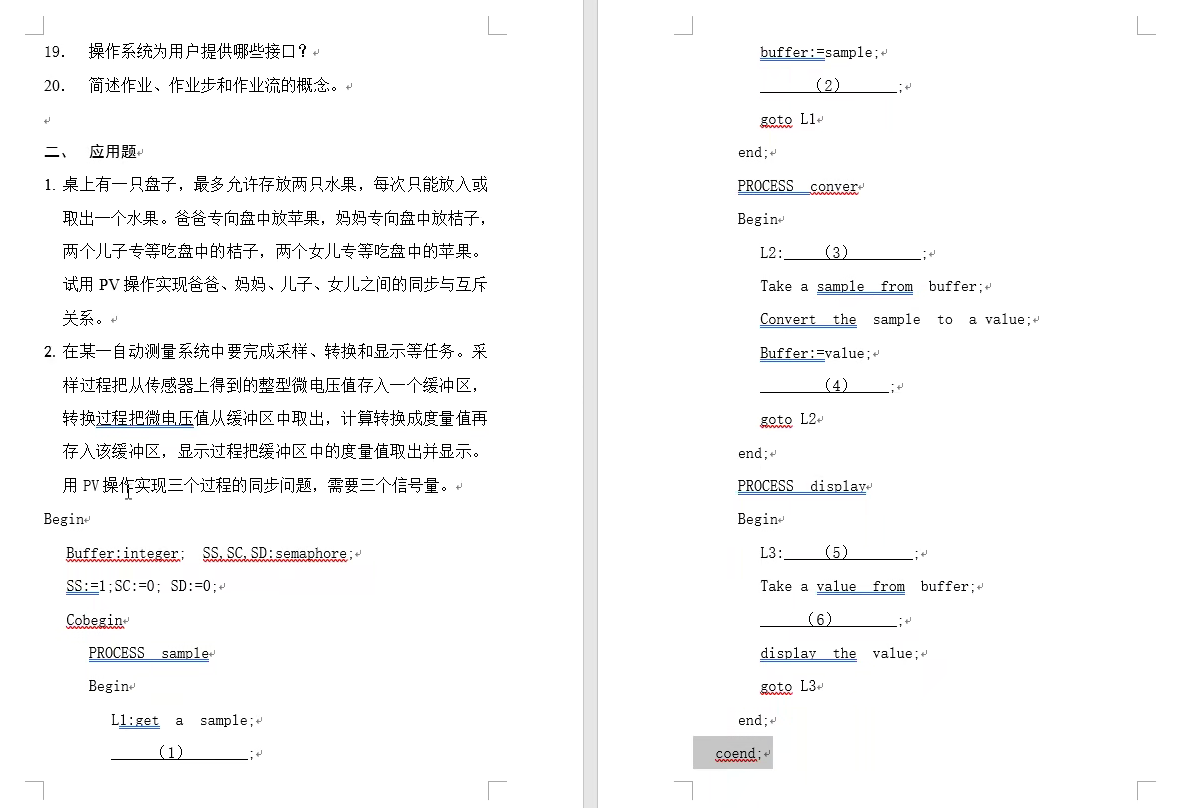 19. 操作系统为用户提供哪些接口？
20. 简述作业、作业步和作业流的概念。
二、 应用题
1. 桌上有一只盘子，最多允许存放两只水果，每次只能放入或
取出一个水果。爸爸专向盘中放苹果，妈妈专向盘中放桔子，
两个儿子专等吃盘中的桔子，两个女儿专等吃盘中的苹果。
试用 PV 操作实现爸爸、妈妈、儿子、女儿之间的同步与互斥
关系。
2. 在某一自动测量系统中要完成采样、转换和显示等任务。采
样过程把从传感器上得到的整型微电压值存入一个缓冲区，
转换过程把微电压值从缓冲区中取出，计算转换成度量值再
存入该缓冲区，显示过程把缓冲区中的度量值取出并显示。
用 PV 操作实现三个过程的同步问题，需要三个信号量。
Begin
Buffer:integer; SS,SC,SD:semaphore;
SS:=1;SC:=0; SD:=0;
Cobegin
PROCESS sample
Begin
L1:get a sample;
(1) ;
buffer:=sample;
(2) ;
goto L1
end;
PROCESS conver
Begin
L2: (3) ;
Take a sample from buffer;
Convert the sample to a value;
Buffer:=value;
(4) ;
goto L2
end;
PROCESS display
Begin
L3: (5) ;
Take a value from buffer;
(6) ;
display the value;
goto L3
end;
coend;